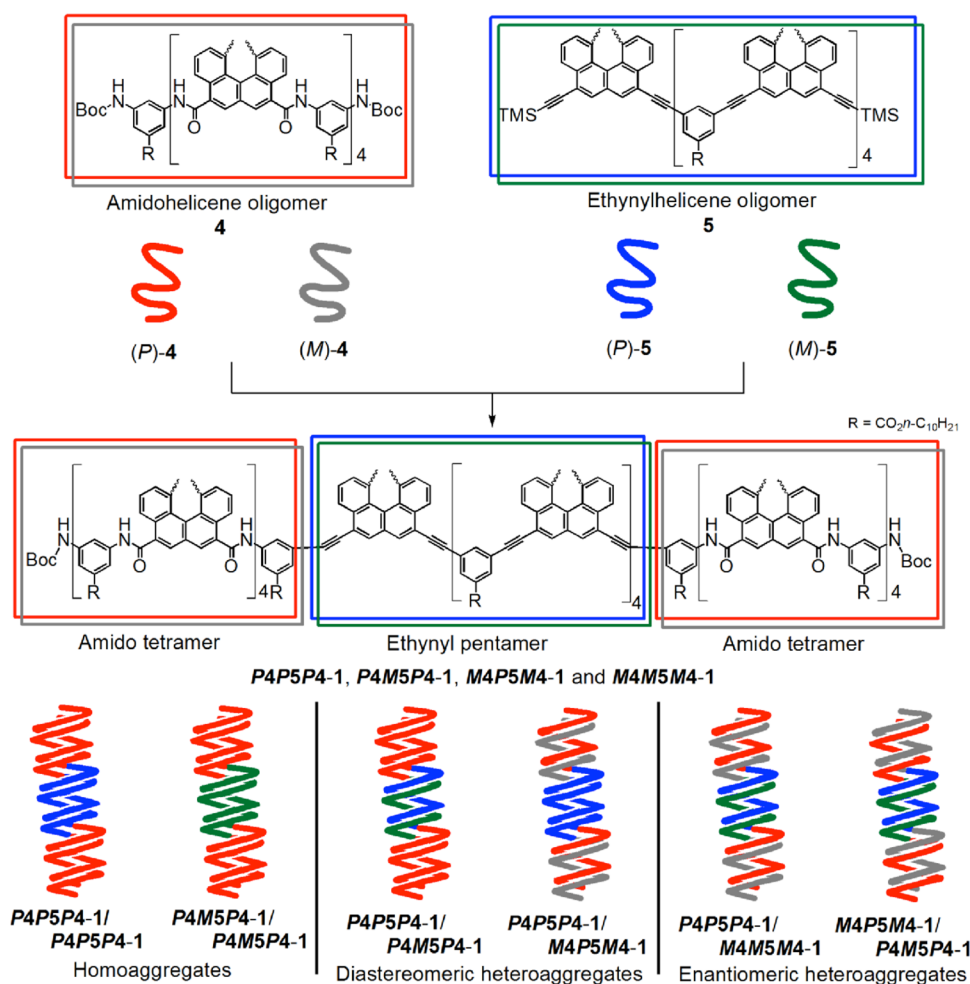 H
N
Boc
H
N
O
O
H
N
H
N
Boc
R
R
4
TMS
TMS
R
4
Amidohelicene oligomer
4
Ethynylhelicene oligomer
5
(P)-4
(M)-4
(P)-5
(M)-5
R = CO2n-C10H21
H
N
Boc
H
N
O
O
H
N
R
4
R
R
4
H
N
O
O
H
N
H
N
Boc
R
R
4
Amido tetramer
Ethynyl pentamer
Amido tetramer
P4P5P4-1, P4M5P4-1, M4P5M4-1 and M4M5M4-1
P4P5P4-1/
P4P5P4-1
P4M5P4-1/
P4M5P4-1
P4P5P4-1/
P4M5P4-1
P4P5P4-1/
M4P5M4-1
P4P5P4-1/
M4M5M4-1
M4P5M4-1/
P4M5P4-1
Homoaggregates
Diastereomeric heteroaggregates
Enantiomeric heteroaggregates